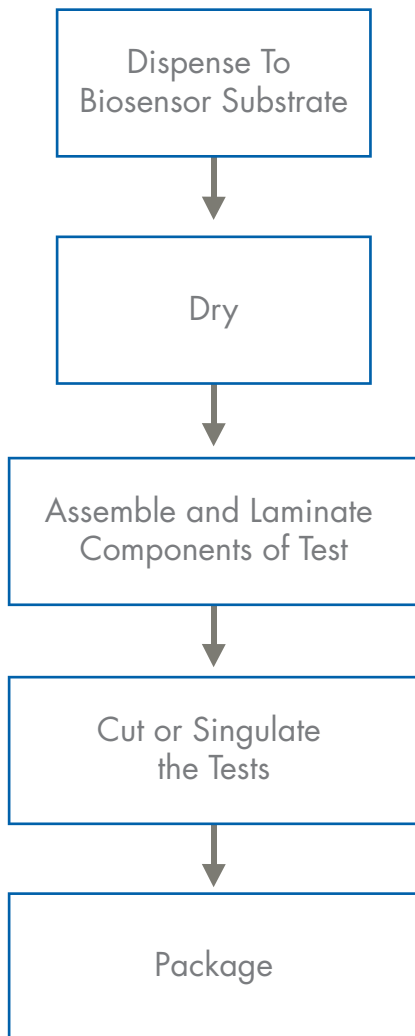 Dispense To
Biosensor Substrate
Dry
Assemble and Laminate
Components of Test
Cut or Singulate
the Tests
Package